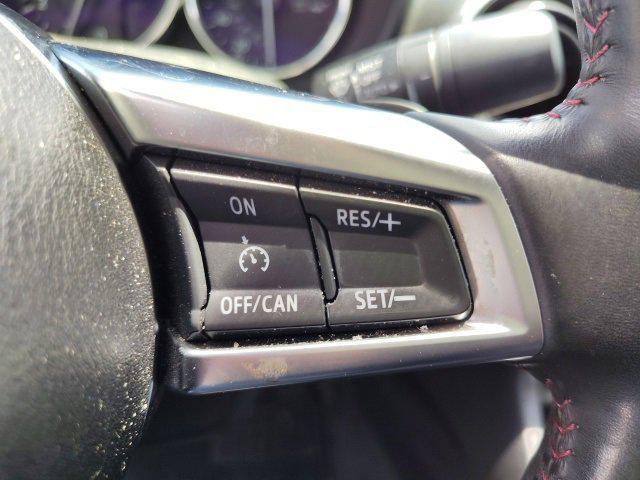 ON
OFF/CAN
RES/+
SET/—